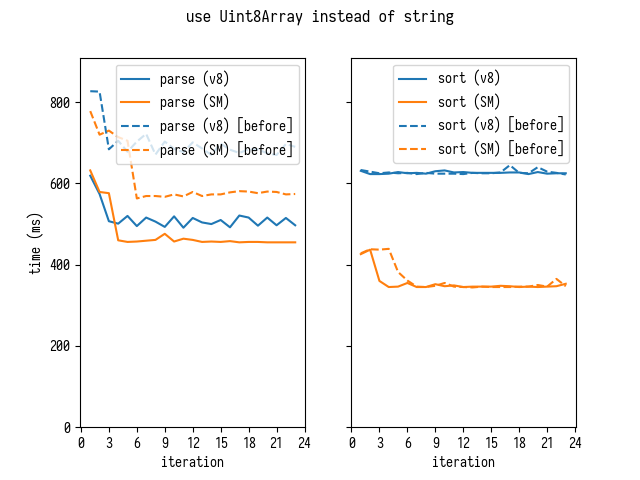 use Uint8Array instead of string
parse (v8)
parse (SM)
parse (v8) [before]
parse (SM) [before]
sort (v8)
sort (SM)
sort (v8) [before]
sort (SM) [before]
time (ms)
800
600
400
200
0
0 3 6 9 12 15 18 21 24
iteration
0 3 6 9 12 15 18 21 24
iteration